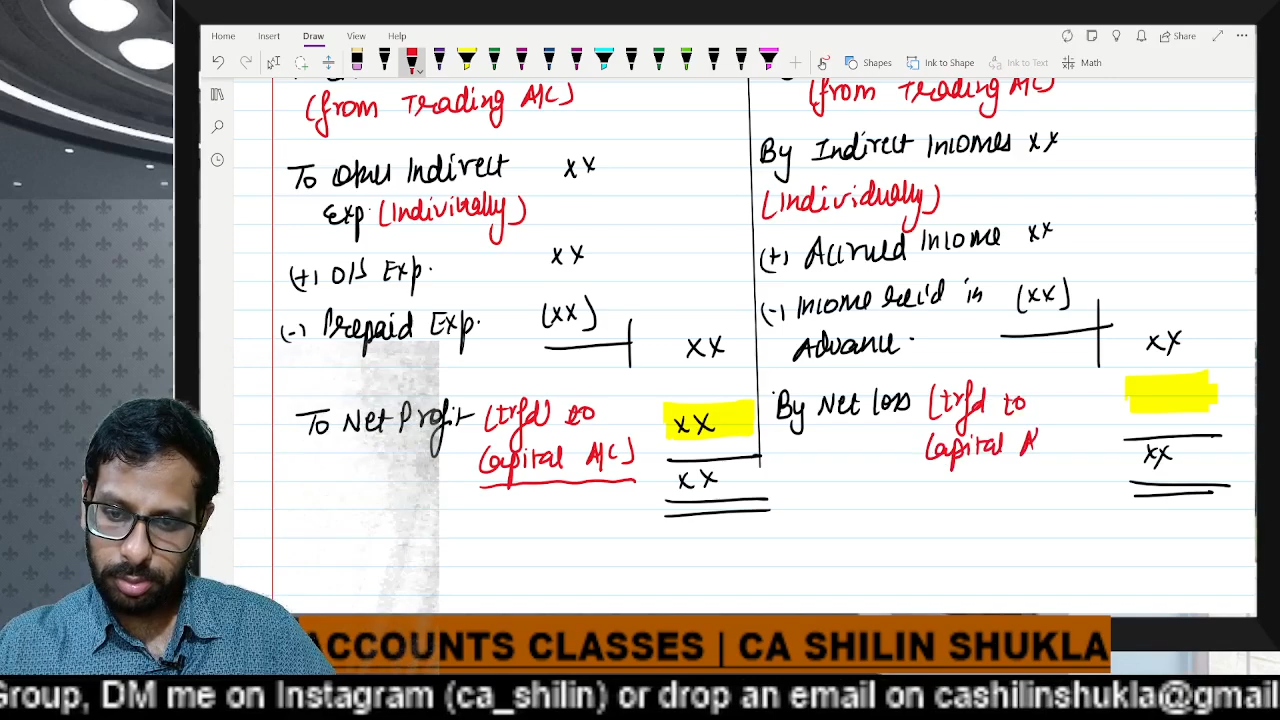 Home Insert Draw View Help
Share
Shapes Ink to Shape Ink to Text Math
(from Trading A/C)
To Other Indirect xx
Exp. (Indivibally)
(+) O/S Exp. xx
(-) Prepaid Exp. (xx) xx
To Net Profit (trfd) to xx
Capital A/C) xx
(from Trading A/C)
By Indirect Incomes xx
(Individually)
(+) Accrued Income xx
(-) Income in (xx)
Advance. xx
By Net Loss (trfd to
Capital A xx
ACCOUNTS CLASSES | CA SHILIN SHUKLA
Group, DM me on Instagram (ca_shilin) or drop an email on cashilinshukla@gmail